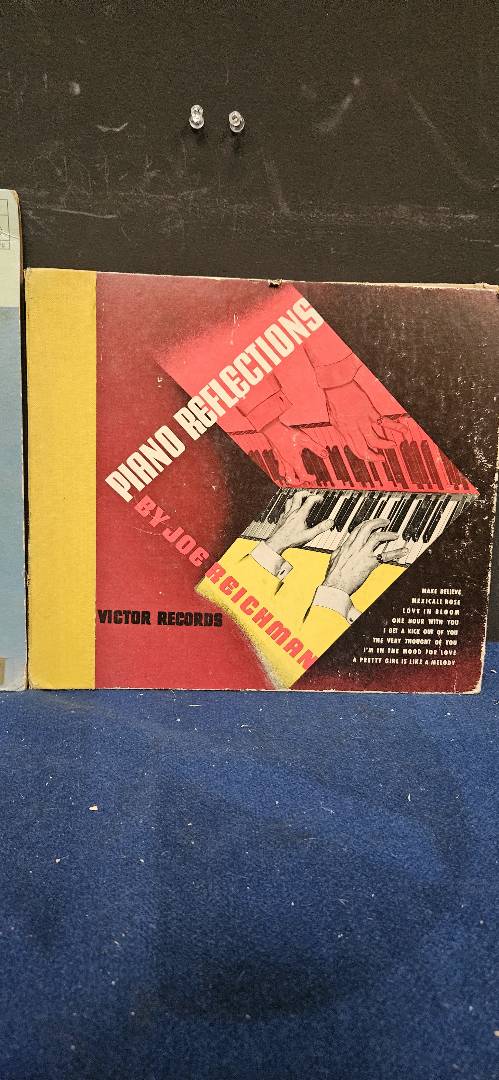 PIANO REFLECTIONS
BY JOE REICHMAN
VICTOR RECORDS
MAKE BELIEVE
MEXICALI ROSE
LOVE IN BLOOM
ONE HOUR WITH YOU
I GET A KICK OUT OF YOU
THE VERY THOUGHT OF YOU
I'M IN THE MOOD FOR LOVE
A PRETTY GIRL IS LIKE A MELODY